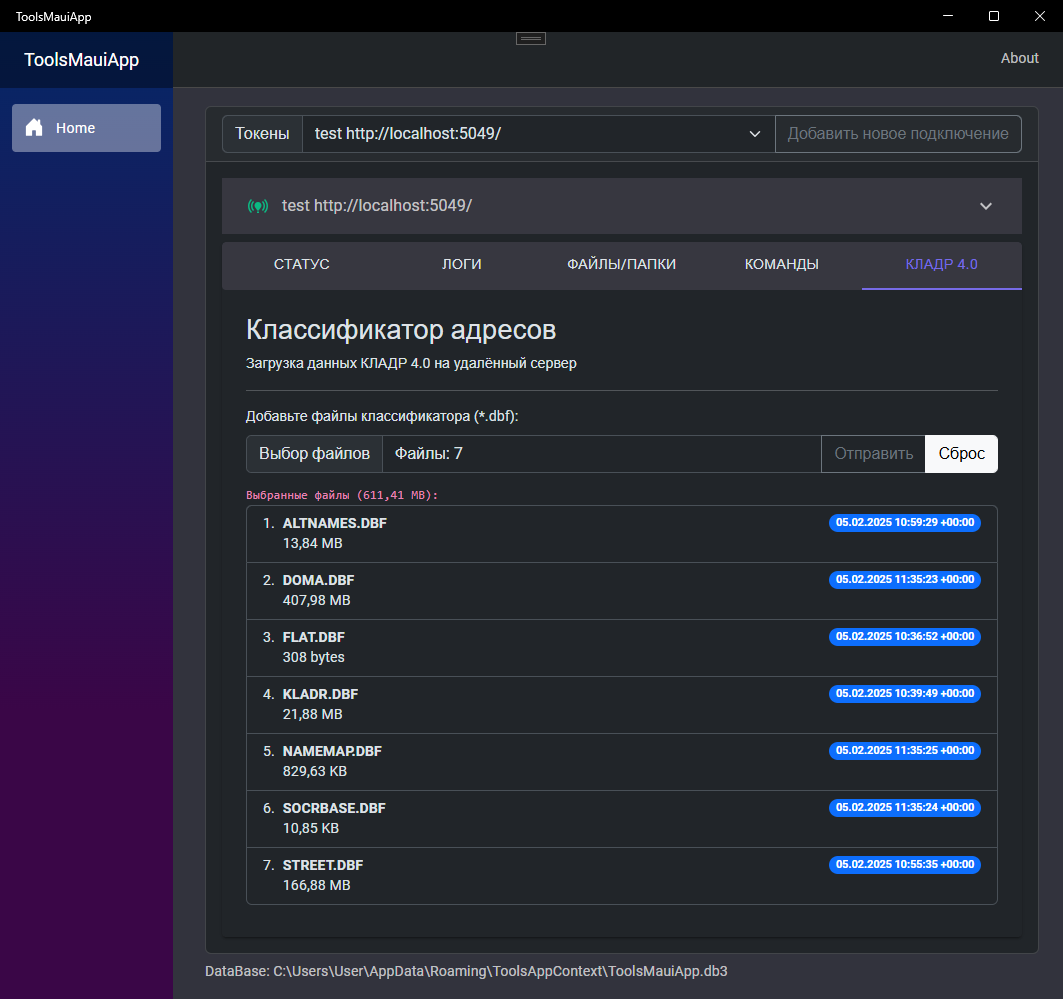 ToolsMauiApp
ToolsMauiApp
About
Home
Токены
test http://localhost:5049/
Добавить новое подключение
test http://localhost:5049/
СТАТУС
ЛОГИ
ФАЙЛЫ/ПАПКИ
КОМАНДЫ
КЛАДР 4.0
Классификатор адресов
Загрузка данных КЛАДР 4.0 на удалённый сервер
Добавьте файлы классификатора (*.dbf):
Выбор файлов
Файлы: 7
Отправить
Сброс
Выбранные файлы (611,41 MB):
1. ALTNAMES.DBF 05.02.2025 10:59:29 +00:00
13,84 MB
2. DOMA.DBF 05.02.2025 11:35:23 +00:00
407,98 MB
3. FLAT.DBF 05.02.2025 10:36:52 +00:00
308 bytes
4. KLADR.DBF 05.02.2025 10:39:49 +00:00
21,88 MB
5. NAMEMAP.DBF 05.02.2025 11:35:25 +00:00
829,63 KB
6. SOCRBASE.DBF 05.02.2025 11:35:24 +00:00
10,85 KB
7. STREET.DBF 05.02.2025 10:55:35 +00:00
166,88 MB
DataBase: C:\Users\User\AppData\Roaming\ToolsAppContext\ToolsMauiApp.db3